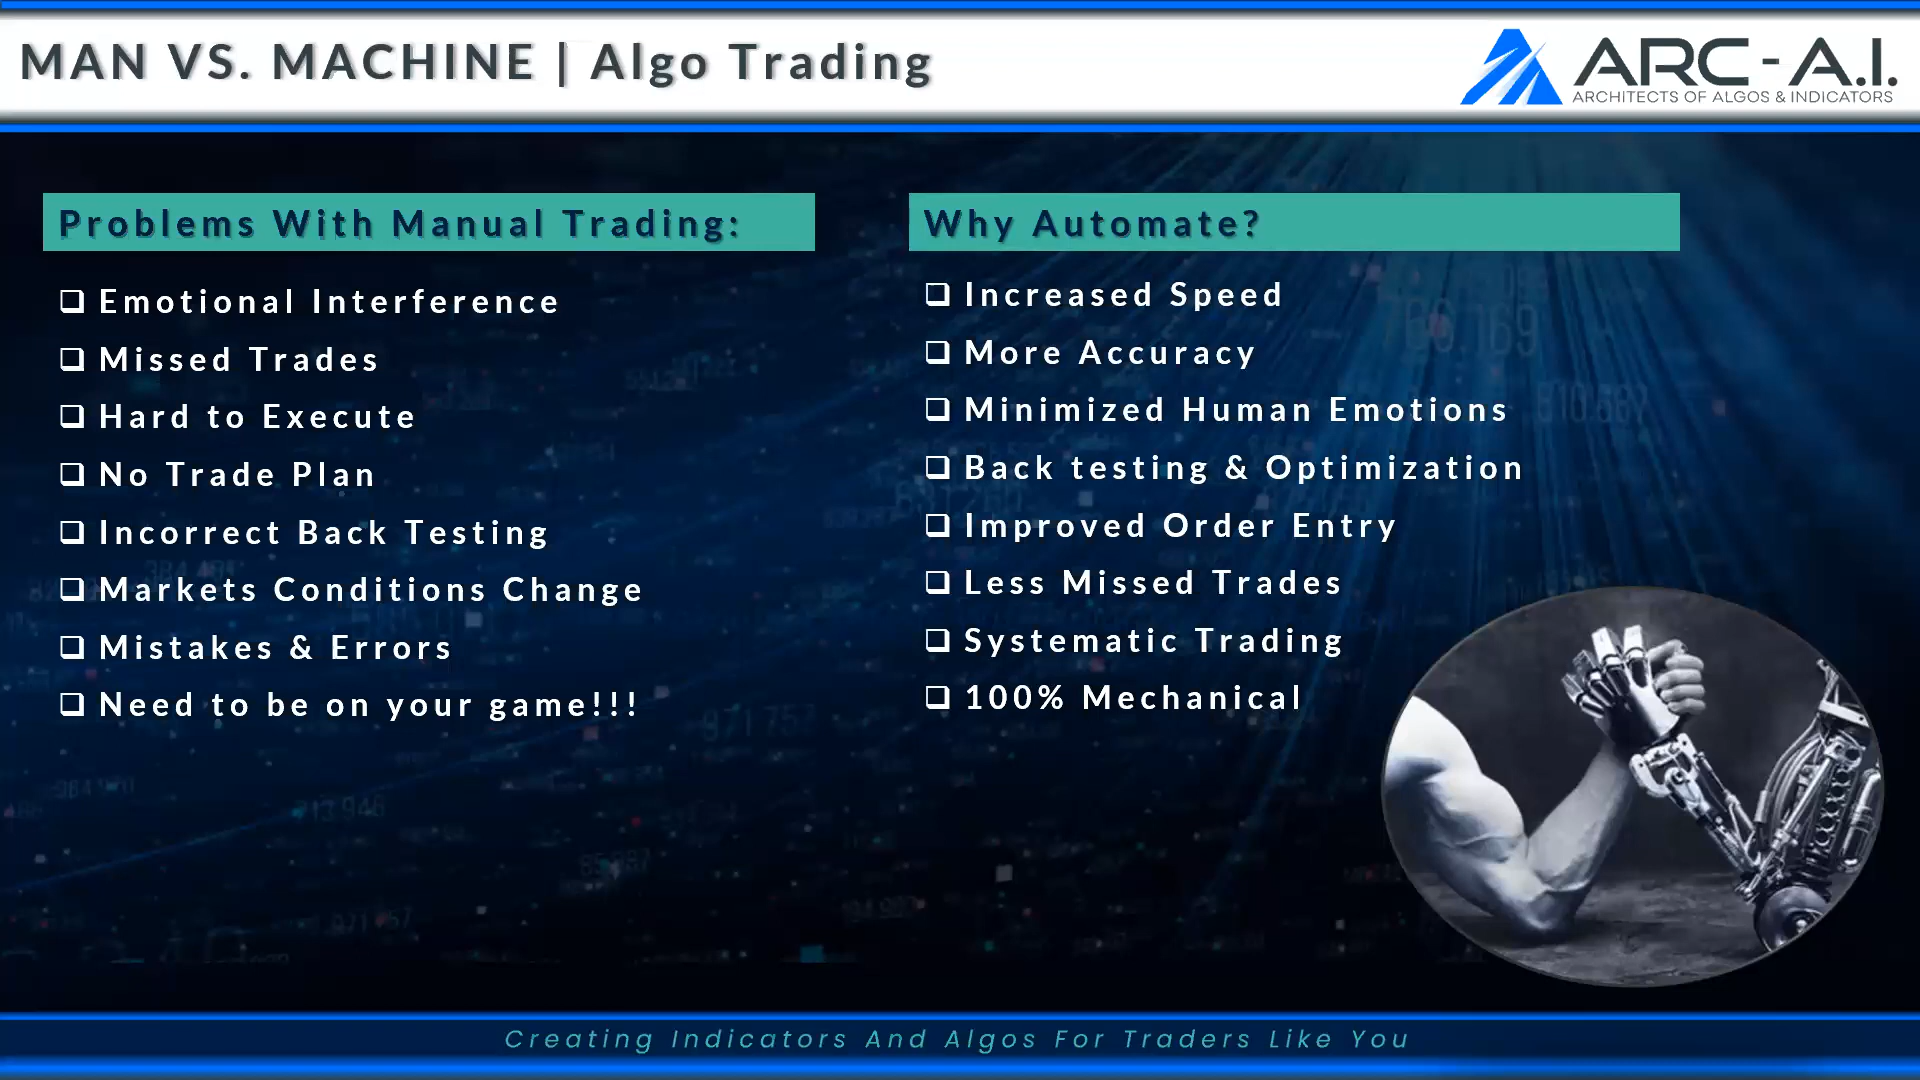 MAN VS. MACHINE | Algo Trading
ARC-A.I.
ARCHITECTS OF ALGOS & INDICATORS
Problems With Manual Trading:
Emotional Interference
Missed Trades
Hard to Execute
No Trade Plan
Incorrect Back Testing
Markets Conditions Change
Mistakes & Errors
Need to be on your game!!!
Why Automate?
Increased Speed
More Accuracy
Minimized Human Emotions
Back testing & Optimization
Improved Order Entry
Less Missed Trades
Systematic Trading
100% Mechanical
Creating Indicators And Algos For Traders Like You